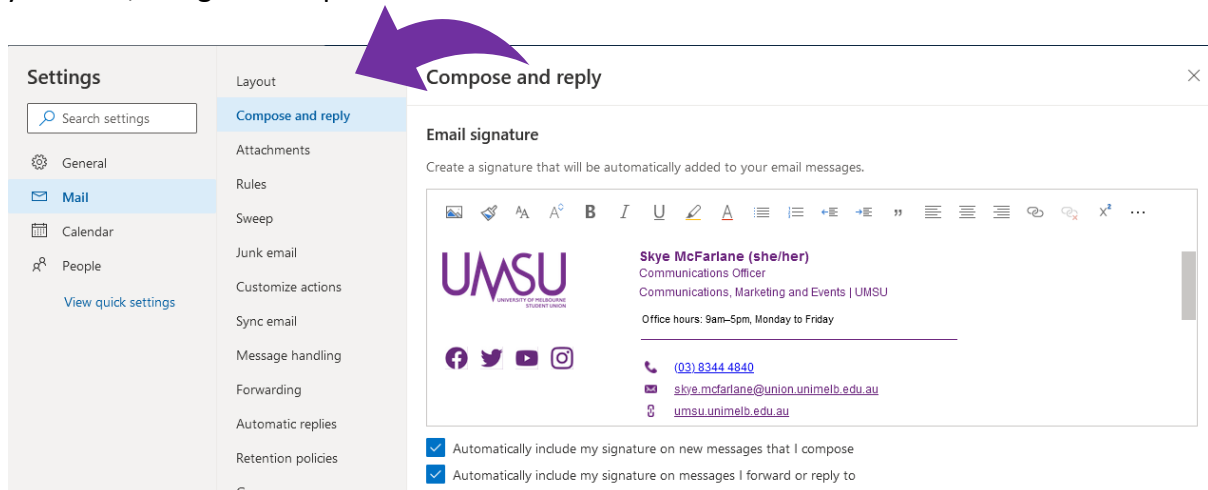 Settings
Search settings
General
Mail
Calendar
People
View quick settings
Layout
Compose and reply
Attachments
Rules
Sweep
Junk email
Customize actions
Sync email
Message handling
Forwarding
Automatic replies
Retention policies
Compose and reply
Email signature
Create a signature that will be automatically added to your email messages.
UMSU
UNIVERSITY OF MELBOURNE
STUDENT UNION
Skye McFarlane (she/her)
Communications Officer
Communications, Marketing and Events | UMSU
Office hours: 9am–5pm, Monday to Friday
(03) 8344 4840
skye.mcfarlane@union.unimelb.edu.au
umsu.unimelb.edu.au
Automatically include my signature on new messages that I compose
Automatically include my signature on messages I forward or reply to